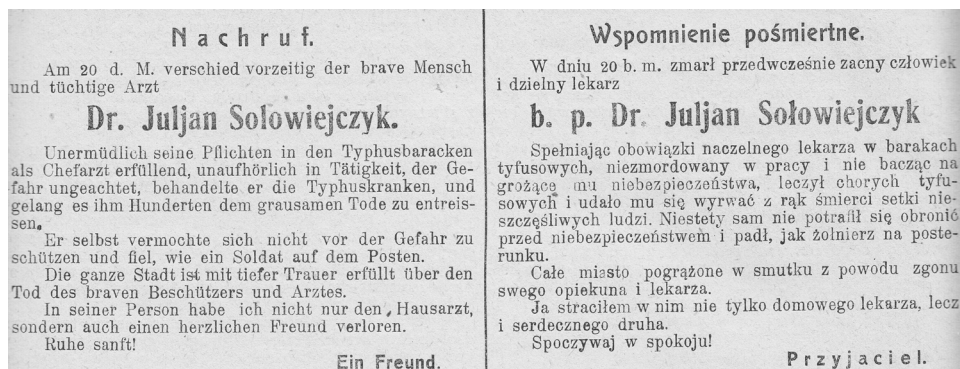 Nachruf.
Am 20 d. M. verschied vorzeitig der brave Mensch
und tüchtige Arzt
Dr. Juljan Solowiejczyk.
Unermüdlich seine Pflichten in den Typhusbaracken
als Chefarzt erfüllend, unaufhörlich in Tätigkeit, der Ge-
fahr ungeachtet, behandelte er die Typhuskranken, und
gelang es ihm Hunderten dem grausamen Tode zu entreis-
sen.
Er selbst vermochte sich nicht vor der Gefahr zu
schützen und fiel, wie ein Soldat auf dem Posten.
Die ganze Stadt ist mit tiefer Trauer erfüllt über den
Tod des braven Beschützers und Arztes.
In seiner Person habe ich nicht nur den Hausarzt,
sondern auch einen herzlichen Freund verloren.
Ruhe sanft!
Ein Freund.
Wspomnienie pośmiertne.
W dniu 20 b. m. zmarł przedwcześnie zacny człowiek
i dzielny lekarz
b. p. Dr. Juljan Sołowiejczyk
Spełniając obowiązki naczelnego lekarza w barakach
tyfusowych, niezmordowany w pracy i nie bacząc na
grożące mu niebezpieczeństwa, leczył chorych tyfu-
sowych i udało mu się wyrwać z rąk śmierci setki nie-
szczęśliwych ludzi. Niestety sam nie potrafił się obronić
przed niebezpieczeństwem i padł, jak żołnierz na poste-
runku.
Całe miasto pogrążone w smutku z powodu zgonu
swego opiekuna i lekarza.
Ja straciłem w nim nie tylko domowego lekarza, lecz
i serdecznego druha.
Spoczywaj w spokoju!
Przyjaciel.